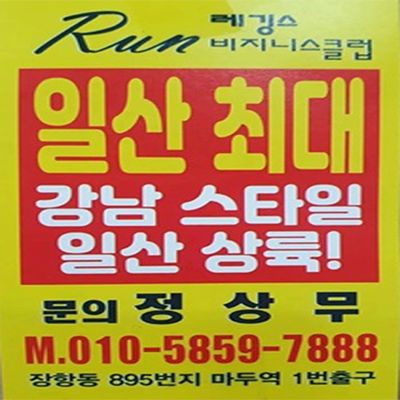 Run 레깅스
비지니스클럽
일산 최대
강남 스타일
일산 상륙!
문의 정 상 무
M.010-5859-7888
장항동 895번지 마두역 1번출구